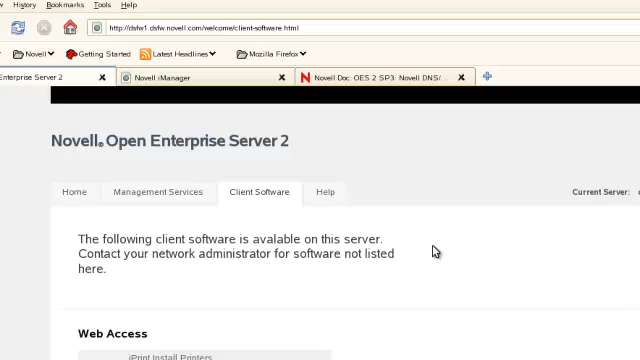 History Bookmarks Tools Help
http://dsfw1.dsfw.novell.com/welcome/client-software.html
Novell Getting Started Latest Headlines Mozilla Firefox
Enterprise Server 2 Novell iManager Novell Doc: OES 2 SP3: Novell DNS/...
Novell® Open Enterprise Server 2
Home Management Services Client Software Help Current Server:
The following client software is avalable on this server.
Contact your network administrator for software not listed
here.
Web Access
iPrint Install Printers